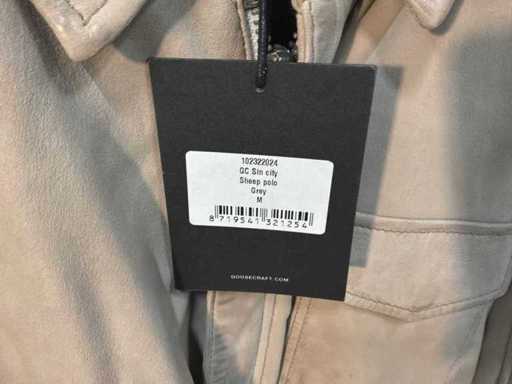 102322024
GC Sin city
Sheep polo
Grey
M
8 719541 321254
GOOSECRAFT.COM